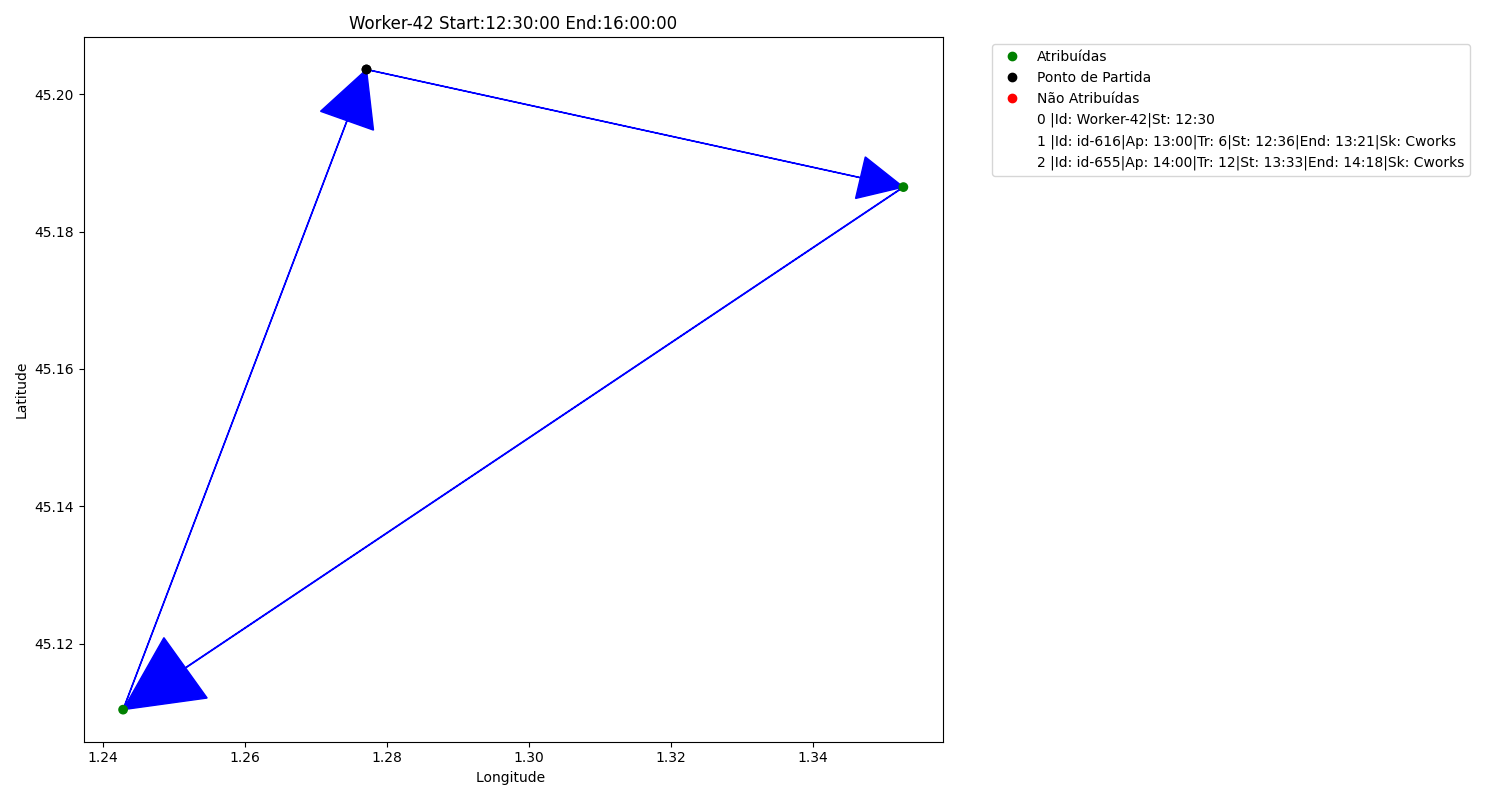 Worker-42 Start:12:30:00 End:16:00:00
Atribuídas
Ponto de Partida
Não Atribuídas
0 |Id: Worker-42|St: 12:30
1 |Id: id-616|Ap: 13:00|Tr: 6|St: 12:36|End: 13:21|Sk: Cworks
2 |Id: id-655|Ap: 14:00|Tr: 12|St: 13:33|End: 14:18|Sk: Cworks
45.20
45.18
45.16
45.14
45.12
Latitude
1.24 1.26 1.28 1.30 1.32 1.34
Longitude